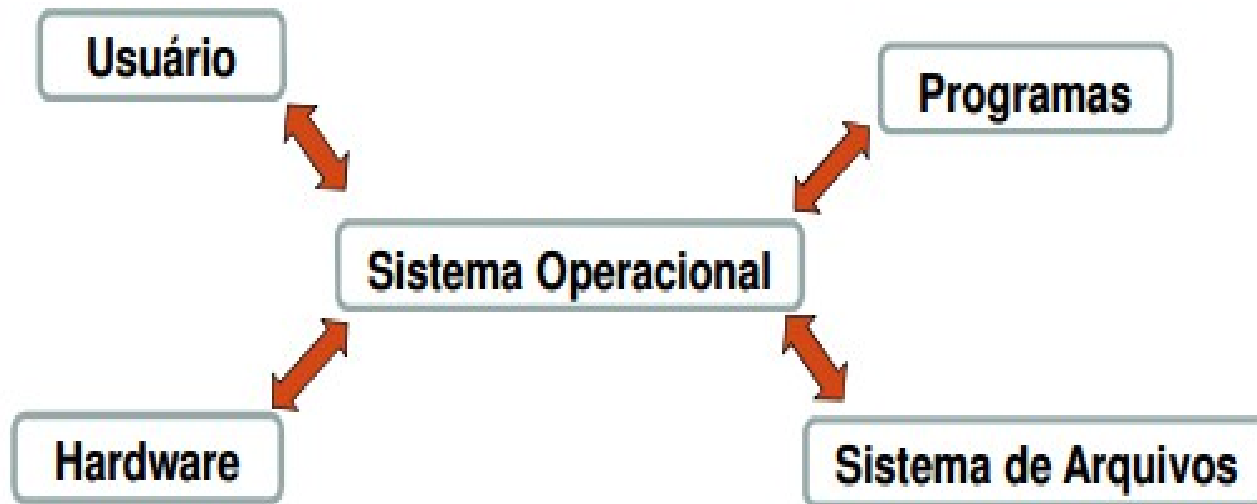 Usuário
Programas
Sistema Operacional
Hardware
Sistema de Arquivos